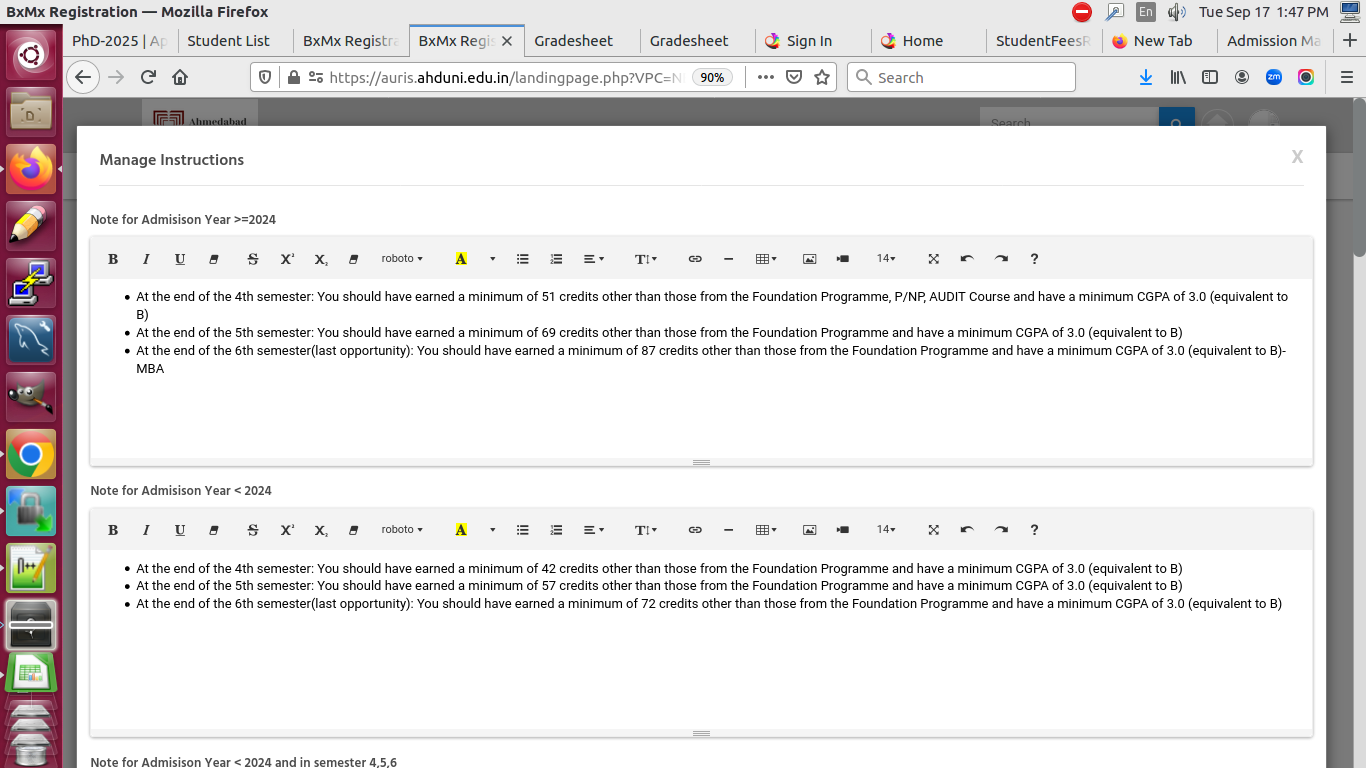 BxMx Registration — Mozilla Firefox
En
Tue Sep 17 1:47 PM
PhD-2025 | Ap
Student List
BxMx Registra
BxMx Regis
Gradesheet
Gradesheet
Sign In
Home
StudentFeesR
New Tab
Admission Ma
https://auris.ahduni.edu.in/landingpage.php?VPC=N
90%
Search
zm
Ahmedabad
Search
Manage Instructions
X
Note for Admisison Year >=2024
B I U S X² X₂ roboto A T 14 ?
• At the end of the 4th semester: You should have earned a minimum of 51 credits other than those from the Foundation Programme, P/NP, AUDIT Course and have a minimum CGPA of 3.0 (equivalent to
B)
• At the end of the 5th semester: You should have earned a minimum of 69 credits other than those from the Foundation Programme and have a minimum CGPA of 3.0 (equivalent to B)
• At the end of the 6th semester(last opportunity): You should have earned a minimum of 87 credits other than those from the Foundation Programme and have a minimum CGPA of 3.0 (equivalent to B)-
MBA
Note for Admisison Year < 2024
B I U S X² X₂ roboto A T 14 ?
• At the end of the 4th semester: You should have earned a minimum of 42 credits other than those from the Foundation Programme and have a minimum CGPA of 3.0 (equivalent to B)
• At the end of the 5th semester: You should have earned a minimum of 57 credits other than those from the Foundation Programme and have a minimum CGPA of 3.0 (equivalent to B)
• At the end of the 6th semester(last opportunity): You should have earned a minimum of 72 credits other than those from the Foundation Programme and have a minimum CGPA of 3.0 (equivalent to B)
Note for Admisison Year < 2024 and in semester 4,5,6